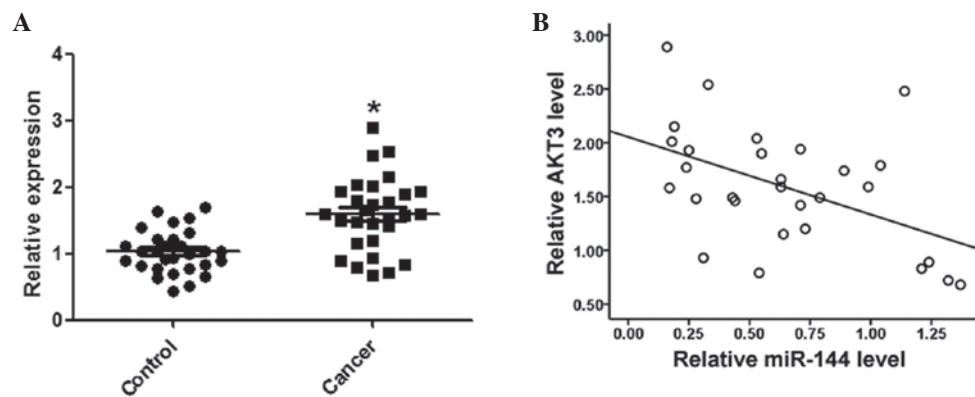 A
Relative expression
4
3
2
1
0
*
Control
Cancer
B
Relative AKT3 level
3.00
2.50
2.00
1.50
1.00
0.50
0.00
0.25
0.50
0.75
1.00
1.25
Relative miR-144 level